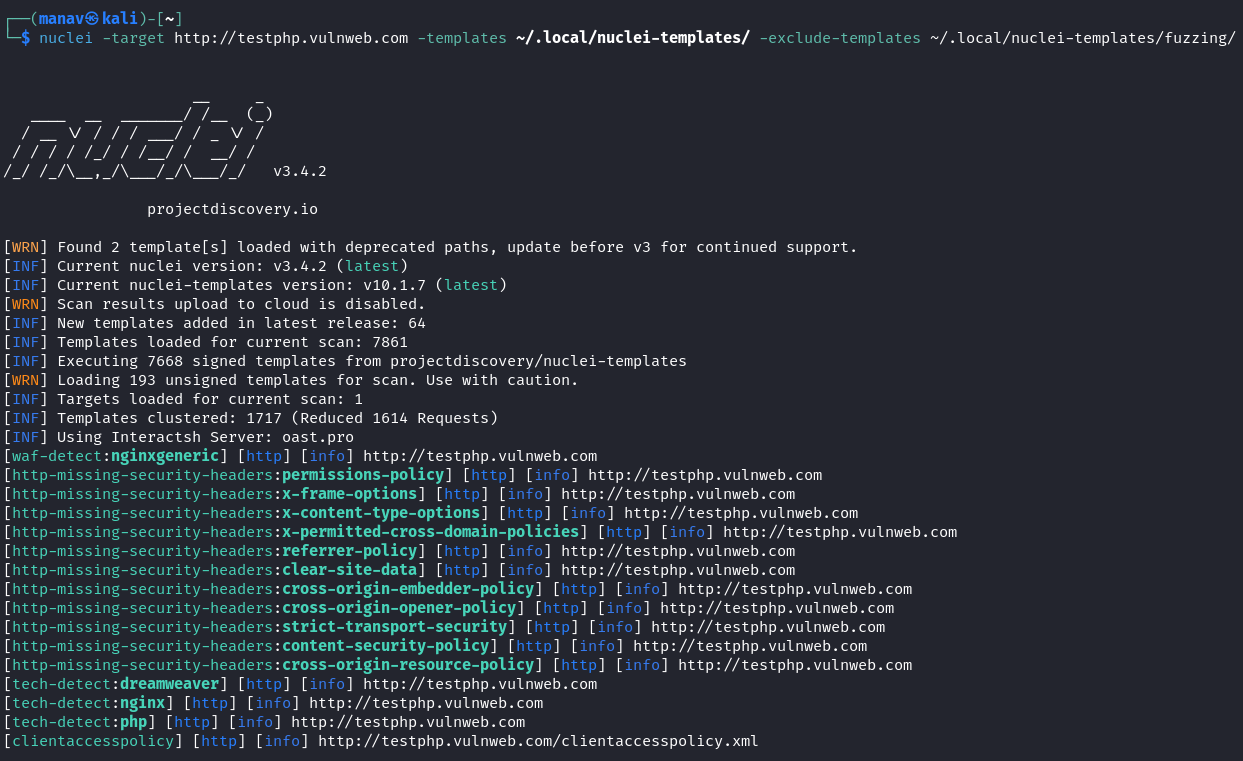 ┌──(manav㉿kali)-[~]
└─$ nuclei -target http://testphp.vulnweb.com -templates ~/.local/nuclei-templates/ -exclude-templates ~/.local/nuclei-templates/fuzzing/
                     __     _
   ____  __  _______/ /__  (_)
  / __ \/ / / / ___/ / _ \/ /
 / / / / /_/ / /__/ /  __/ /
/_/ /_/\__,_/\___/_/\___/_/   v3.4.2
projectdiscovery.io
[WRN] Found 2 template[s] loaded with deprecated paths, update before v3 for continued support.
[INF] Current nuclei version: v3.4.2 (latest)
[INF] Current nuclei-templates version: v10.1.7 (latest)
[WRN] Scan results upload to cloud is disabled.
[INF] New templates added in latest release: 64
[INF] Templates loaded for current scan: 7861
[INF] Executing 7668 signed templates from projectdiscovery/nuclei-templates
[WRN] Loading 193 unsigned templates for scan. Use with caution.
[INF] Targets loaded for current scan: 1
[INF] Templates clustered: 1717 (Reduced 1614 Requests)
[INF] Using Interactsh Server: oast.pro
[waf-detect:nginxgeneric] [http] [info] http://testphp.vulnweb.com
[http-missing-security-headers:permissions-policy] [http] [info] http://testphp.vulnweb.com
[http-missing-security-headers:x-frame-options] [http] [info] http://testphp.vulnweb.com
[http-missing-security-headers:x-content-type-options] [http] [info] http://testphp.vulnweb.com
[http-missing-security-headers:x-permitted-cross-domain-policies] [http] [info] http://testphp.vulnweb.com
[http-missing-security-headers:referrer-policy] [http] [info] http://testphp.vulnweb.com
[http-missing-security-headers:clear-site-data] [http] [info] http://testphp.vulnweb.com
[http-missing-security-headers:cross-origin-embedder-policy] [http] [info] http://testphp.vulnweb.com
[http-missing-security-headers:cross-origin-opener-policy] [http] [info] http://testphp.vulnweb.com
[http-missing-security-headers:strict-transport-security] [http] [info] http://testphp.vulnweb.com
[http-missing-security-headers:content-security-policy] [http] [info] http://testphp.vulnweb.com
[http-missing-security-headers:cross-origin-resource-policy] [http] [info] http://testphp.vulnweb.com
[tech-detect:dreamweaver] [http] [info] http://testphp.vulnweb.com
[tech-detect:nginx] [http] [info] http://testphp.vulnweb.com
[tech-detect:php] [http] [info] http://testphp.vulnweb.com
[clientaccesspolicy] [http] [info] http://testphp.vulnweb.com/clientaccesspolicy.xml